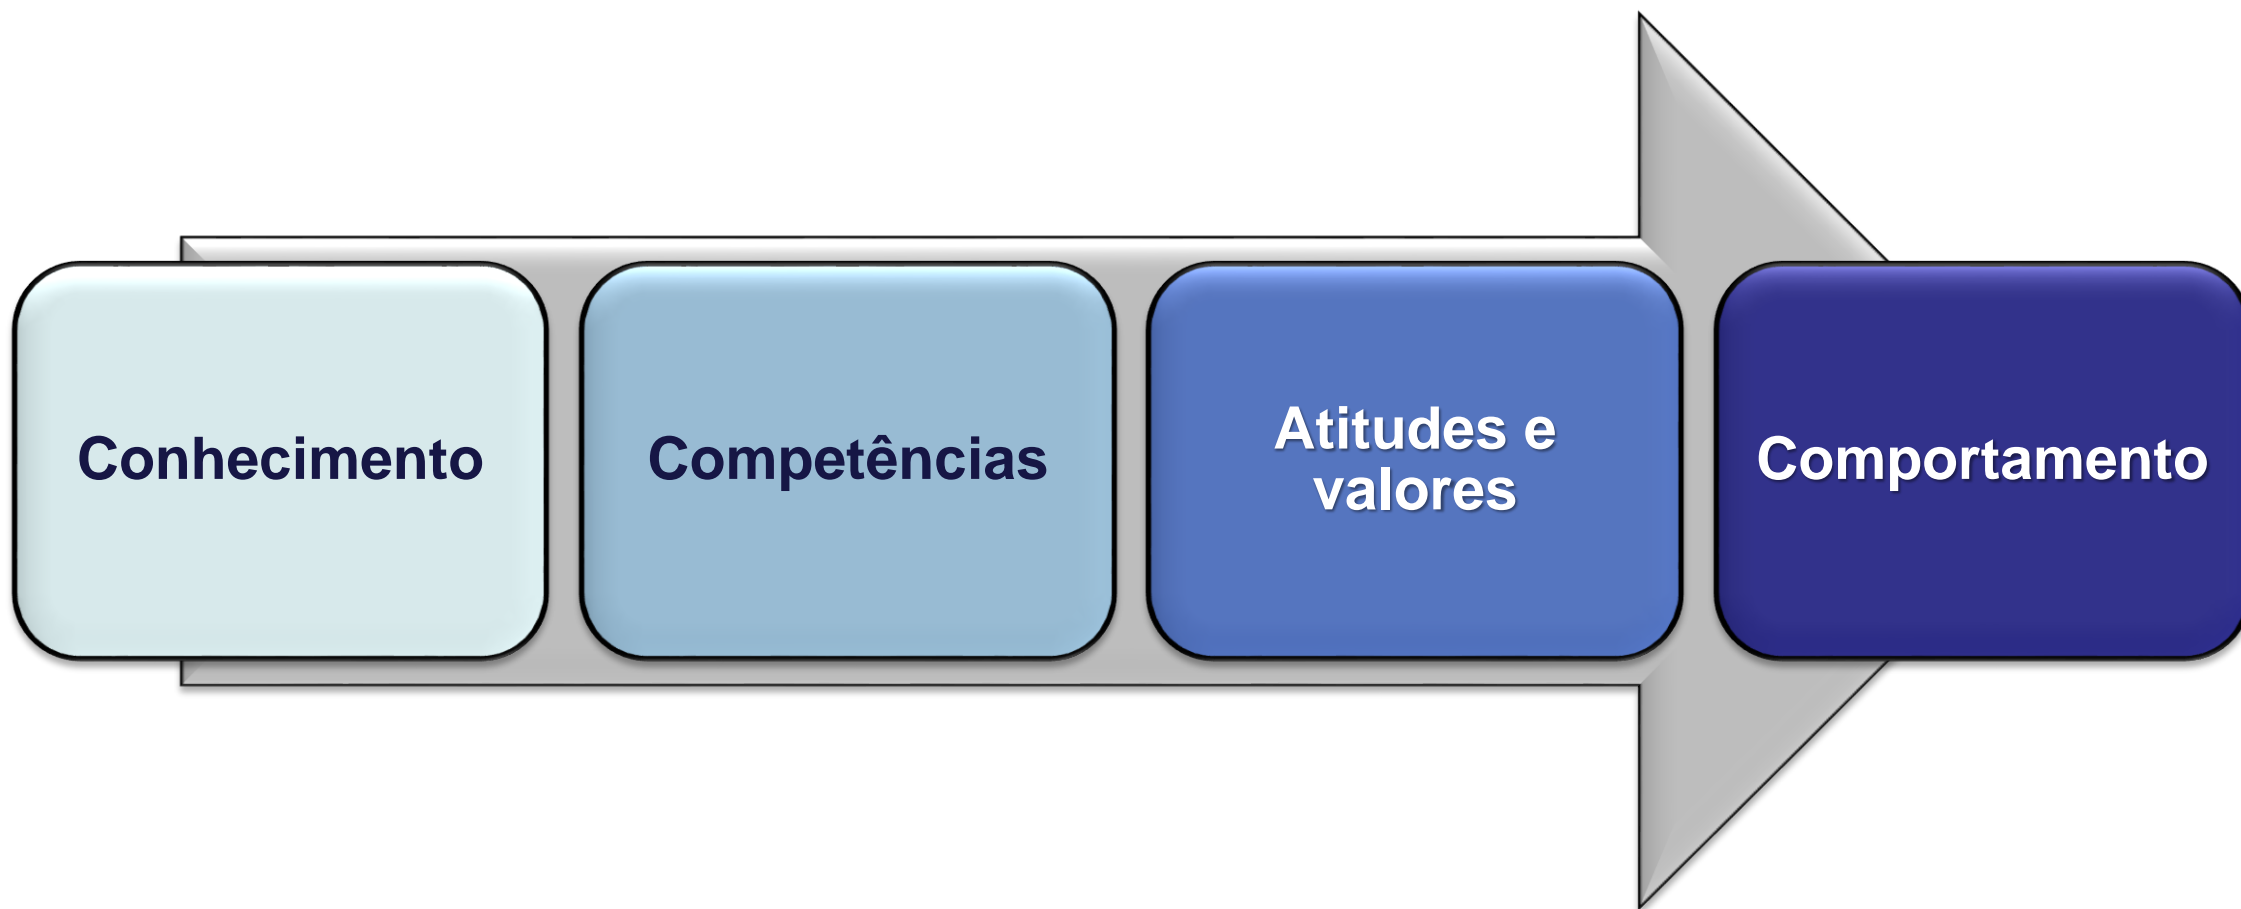 Conhecimento
Competências
Atitudes e
valores
Comportamento